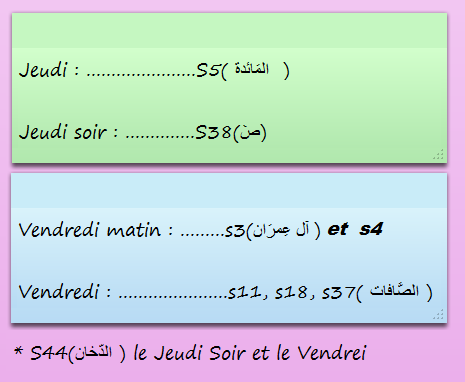 Jeudi : ......................S5( المَائدة )
Jeudi soir : ..............S38(صٓ)
Vendredi matin : .........s3(آل عِمرَان ) et s4
Vendredi : ......................s11, s18, s37( الصَّافات )
* S44(الدّخان ) le Jeudi Soir et le Vendrei